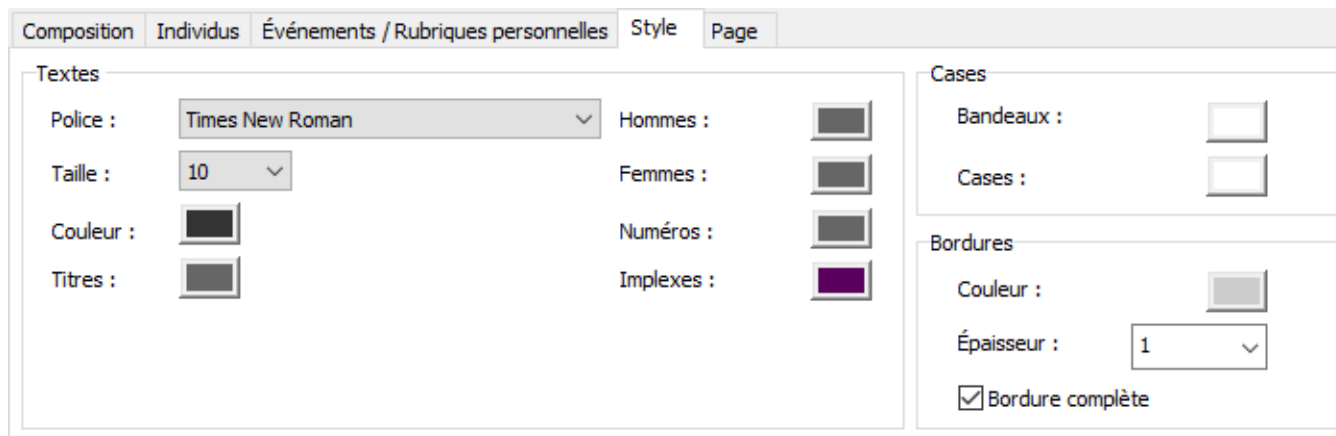 Composition Individus Événements / Rubriques personnelles Style Page
Textes
Police : Times New Roman
Taille : 10
Couleur :
Titres :
Hommes :
Femmes :
Numéros :
Implexes :
Cases
Bandeaux :
Cases :
Bordures
Couleur :
Épaisseur : 1
Bordure complète